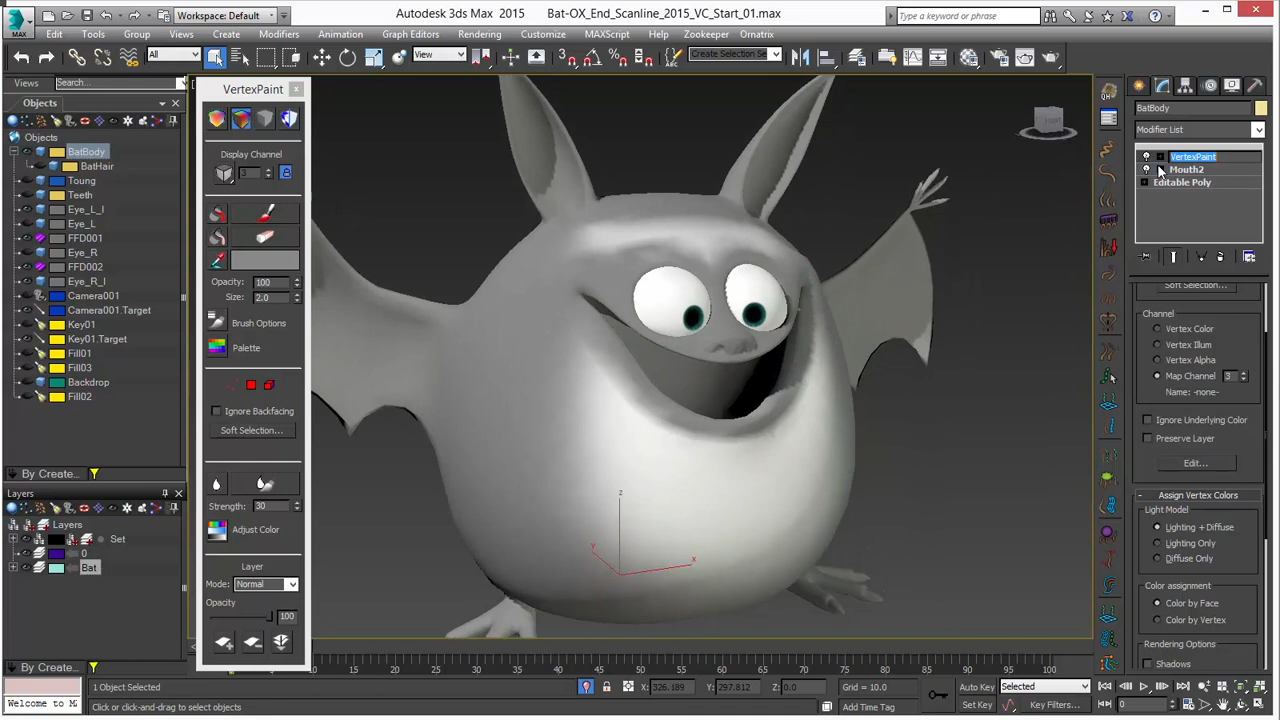 Workspace: Default
Autodesk 3ds Max 2015
Bat-OX_End_Scanline_2015_VC_Start_01.max
Type a keyword or phrase
MAX
Edit Tools Group Views Create Modifiers Animation Graph Editors Rendering Customize MAXScript Help Zookeeper Ornatrix
All
View
Create Selection Se
Views
Search...
Objects
Objects
BatBody
BatHair
Toung
Teeth
Eye_L_I
Eye_L
FFD001
Eye_R
FFD002
Eye_R_I
Camera001
Camera001.Target
Key01
Key01.Target
Fill01
Backdrop
Fill02
By Create...
Layers
Layers
Set
0
Bat
By Create...
VertexPaint
Display Channel
3
Opacity: 100
Size: 2.0
Brush Options
Palette
Ignore Backfacing
Soft Selection...
Strength: 30
Adjust Color
Layer
Mode: Normal
Opacity
100
z
y
x
BatBody
Modifier List
VertexPaint
Mouth2
Editable Poly
Soft Selection...
Channel
Vertex Color
Vertex Illum
Vertex Alpha
Map Channel 3
Name: -none-
Ignore Underlying Color
Preserve Layer
Edit...
Assign Vertex Colors
Light Model
Lighting + Diffuse
Lighting Only
Diffuse Only
Color assignment
Color by Face
Color by Vertex
Rendering Options
Shadows
10 15 20 25 30 35 40 45 50 55 60 65 70 75 80 85 90 95 100
1 Object Selected
X: 326.189 Y: 297.812 Z: 0.0
Grid = 10.0
Auto Key
Selected
Welcome to M
Click or click-and-drag to select objects
Add Time Tag
Set Key
Key Filters...
0